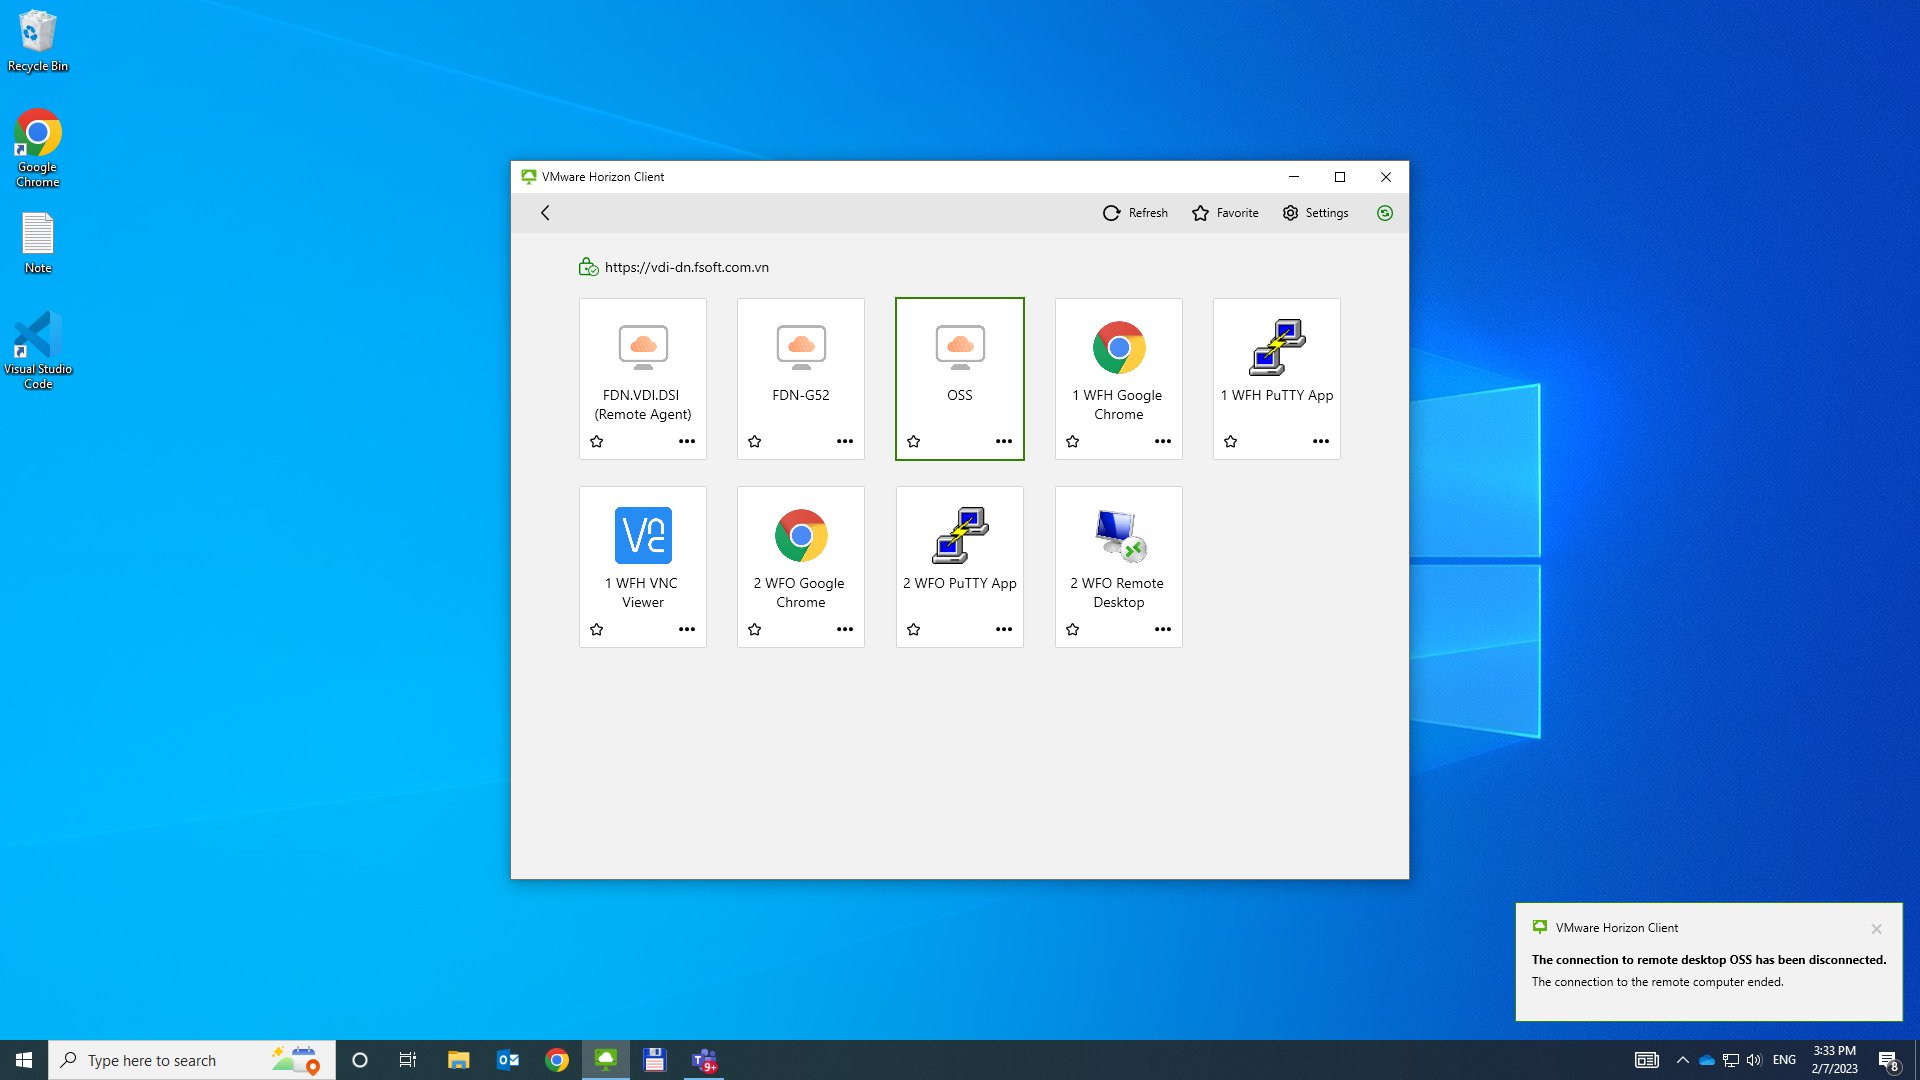 Recycle Bin
Google
Chrome
Note
Visual Studio
Code
VMware Horizon Client
Refresh
Favorite
Settings
https://vdi-dn.fsoft.com.vn
FDN.VDI.DSI
(Remote Agent)
FDN-G52
OSS
1 WFH Google
Chrome
1 WFH PuTTY App
1 WFH VNC
Viewer
2 WFO Google
Chrome
2 WFO PuTTY App
2 WFO Remote
Desktop
VMware Horizon Client
The connection to remote desktop OSS has been disconnected.
The connection to the remote computer ended.
Type here to search
9+
ENG
3:33 PM
2/7/2023
8